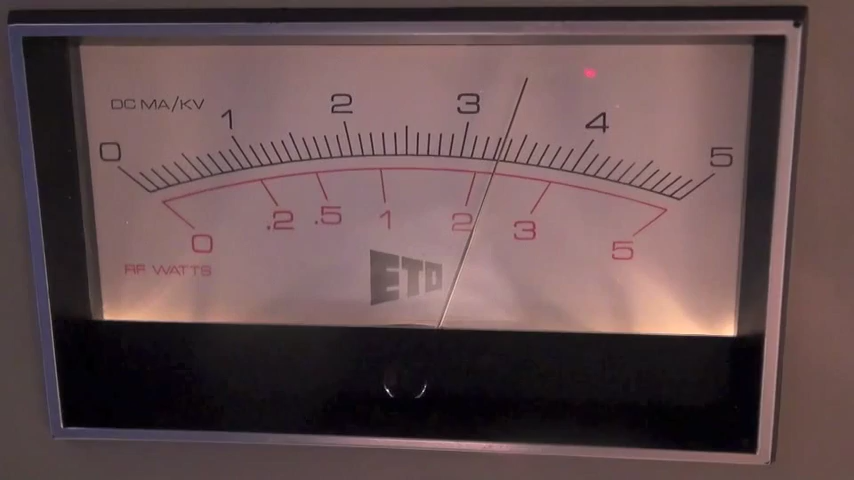 DC MA/KV
0 1 2 3 4 5
0 .2 .5 1 2 3 5
RF WATTS
ETO